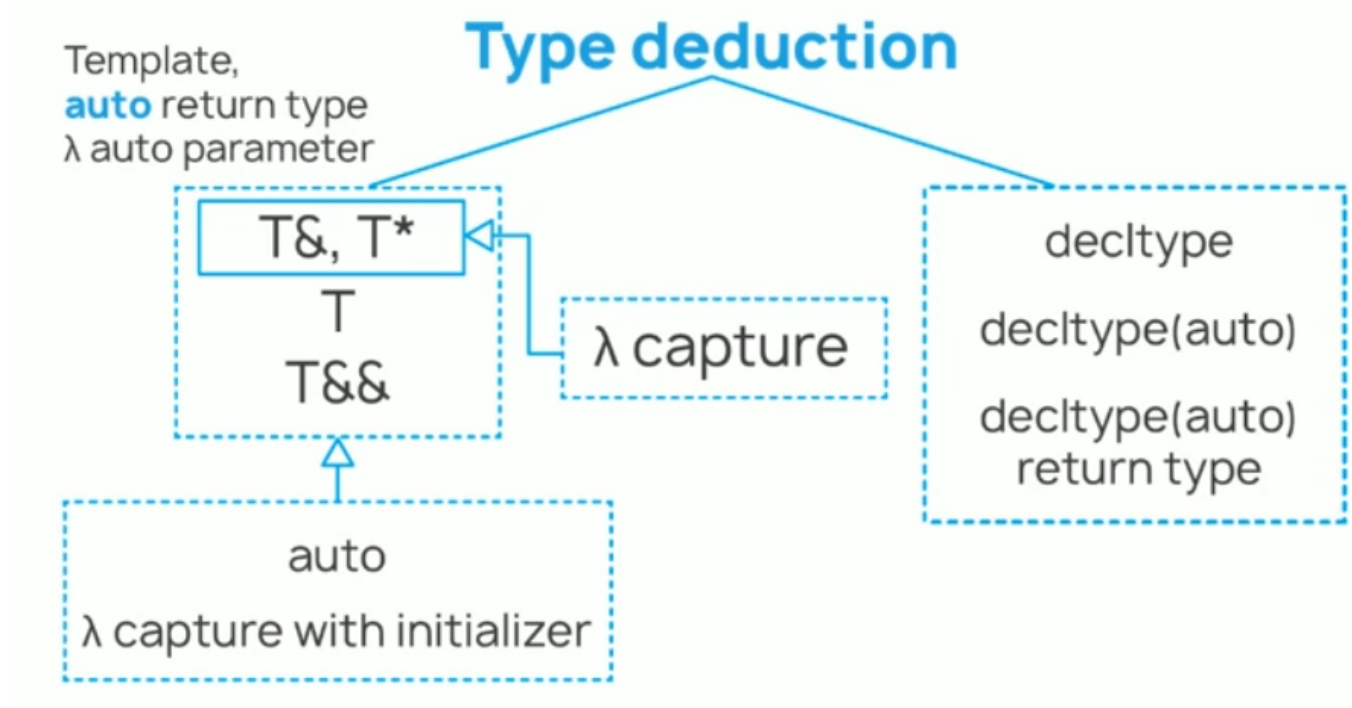 Type deduction
Template,
auto return type
λ auto parameter
T&, T*
T
T&&
λ capture
auto
λ capture with initializer
decltype
decltype(auto)
decltype(auto)
return type